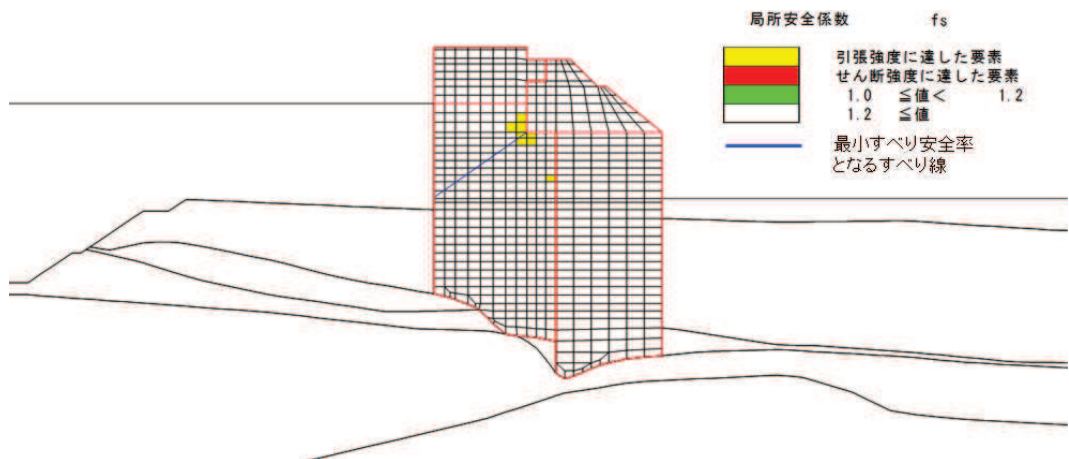 局所安全係数 fs
引張強度に達した要素
せん断強度に達した要素
1.0 ≦値< 1.2
1.2 ≦値
最小すべり安全率
となるすべり線